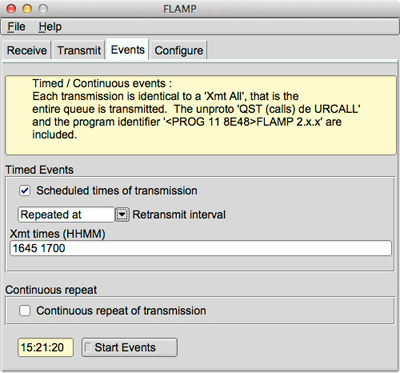 FLAMP
File Help
Receive Transmit Events Configure
Timed / Continuous events :
Each transmission is identical to a 'Xmt All', that is the
entire queue is transmitted. The unproto 'QST (calls) de URCALL'
and the program identifier '<PROG 11 8E48>FLAMP 2.x.x' are
included.
Timed Events
Scheduled times of transmission
Repeated at Retransmit interval
Xmt times (HHMM)
1645 1700
Continuous repeat
Continuous repeat of transmission
15:21:20 Start Events